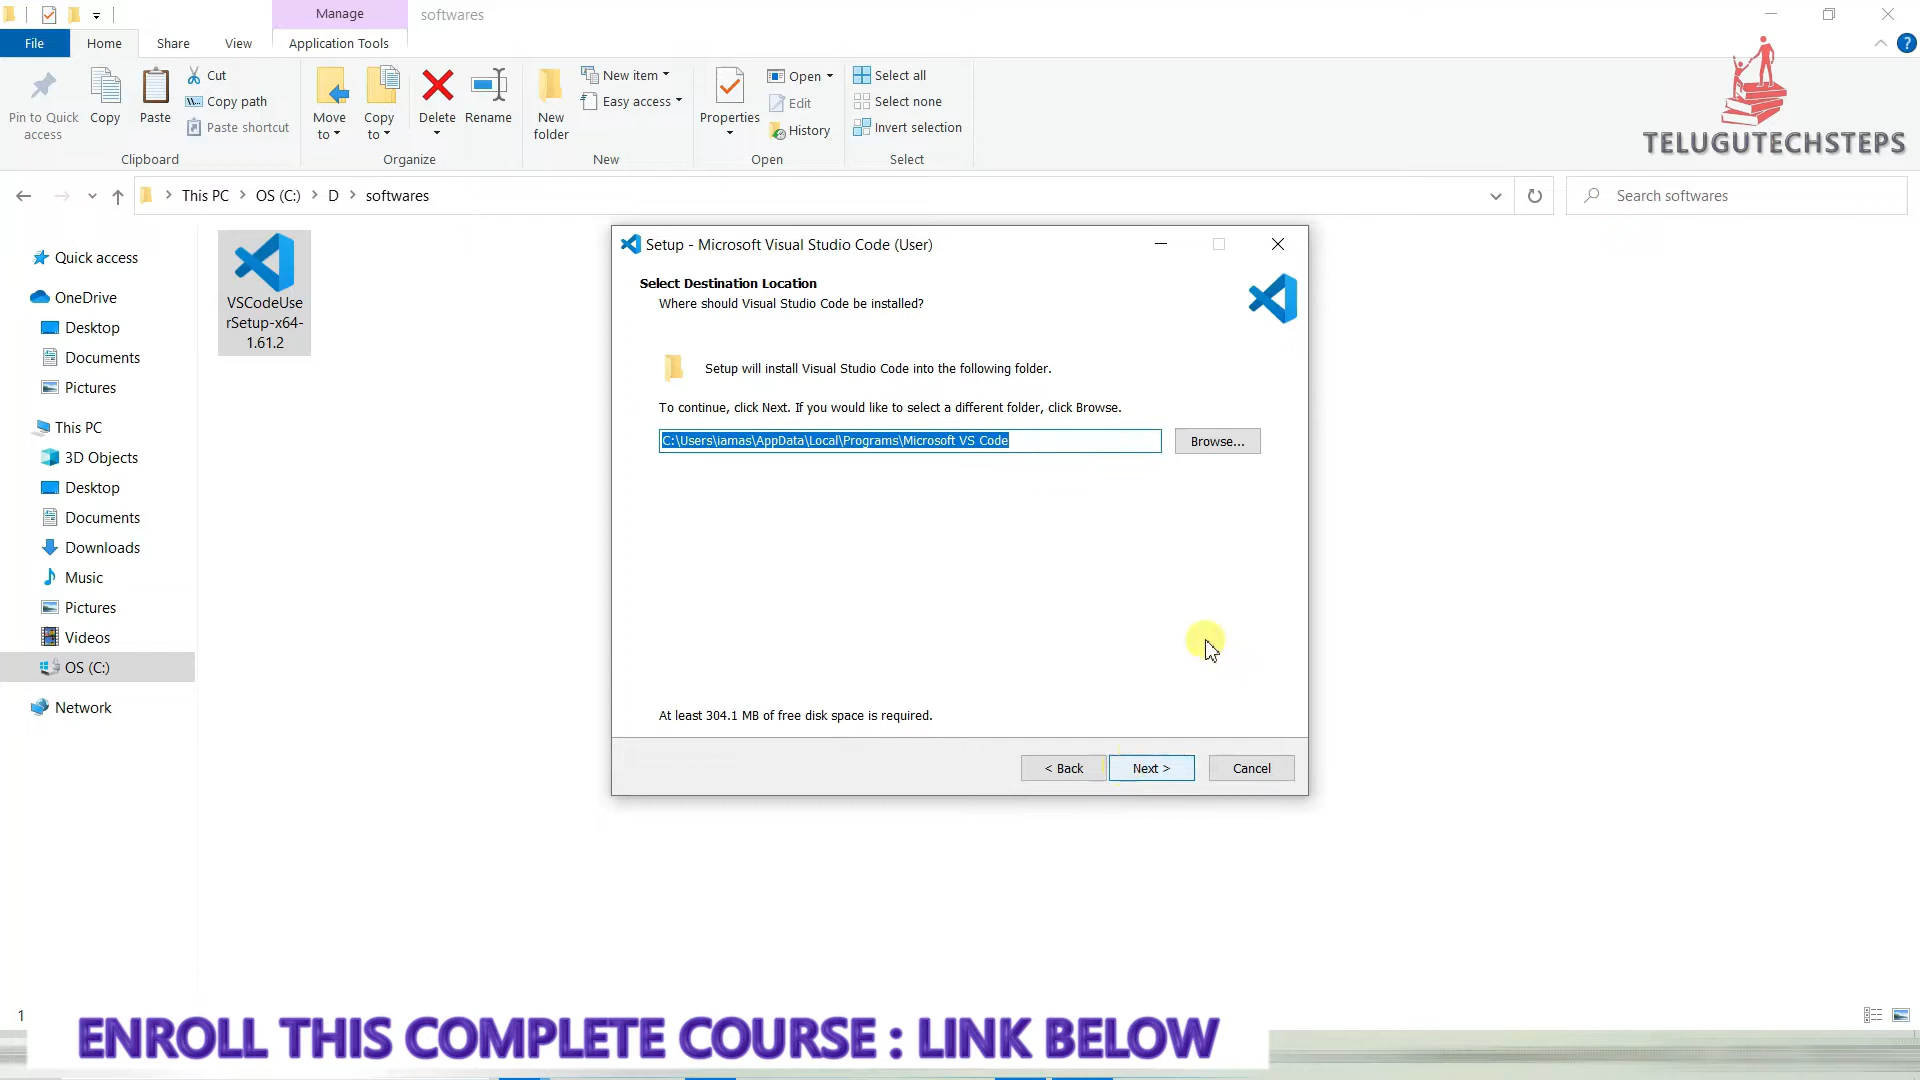 Manage
softwares
File
Home
Share
View
Application Tools
Pin to Quick
access
Copy
Paste
Cut
Copy path
Paste shortcut
Clipboard
Move
to
Copy
to
Delete
Rename
Organize
New
folder
New item
Easy access
New
Properties
Open
Edit
History
Open
Select all
Select none
Invert selection
Select
TELUGUTECHSTEPS
This PC
OS (C:)
D
softwares
Search softwares
Quick access
OneDrive
Desktop
Documents
Pictures
This PC
3D Objects
Desktop
Documents
Downloads
Music
Pictures
Videos
OS (C:)
Network
VSCodeUse
rSetup-x64-
1.61.2
Setup - Microsoft Visual Studio Code (User)
Select Destination Location
Where should Visual Studio Code be installed?
Setup will install Visual Studio Code into the following folder.
To continue, click Next. If you would like to select a different folder, click Browse.
C:\Users\iamas\AppData\Local\Programs\Microsoft VS Code
Browse...
At least 304.1 MB of free disk space is required.
< Back
Next >
Cancel
1
ENROLL THIS COMPLETE COURSE : LINK BELOW